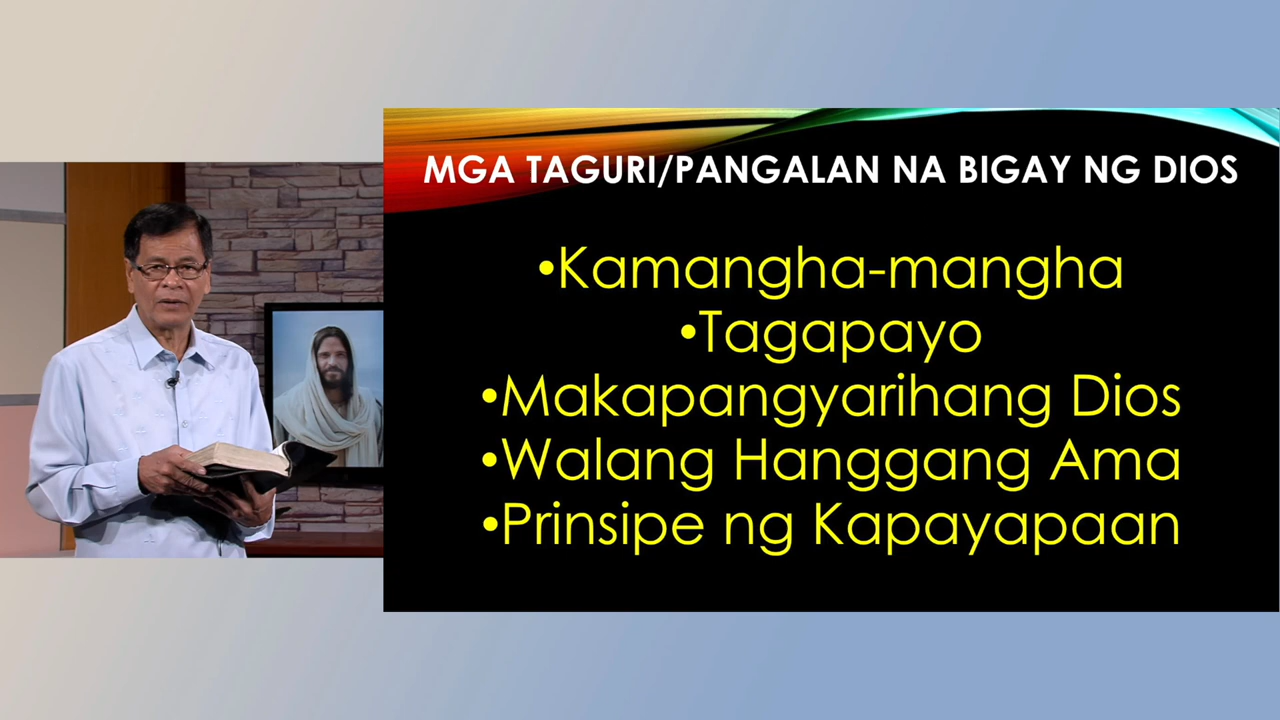 MGA TAGURI/PANGALAN NA BIGAY NG DIOS
•Kamangha-mangha
•Tagapayo
•Makapangyarihang Dios
•Walang Hanggang Ama
•Prinsipe ng Kapayapaan